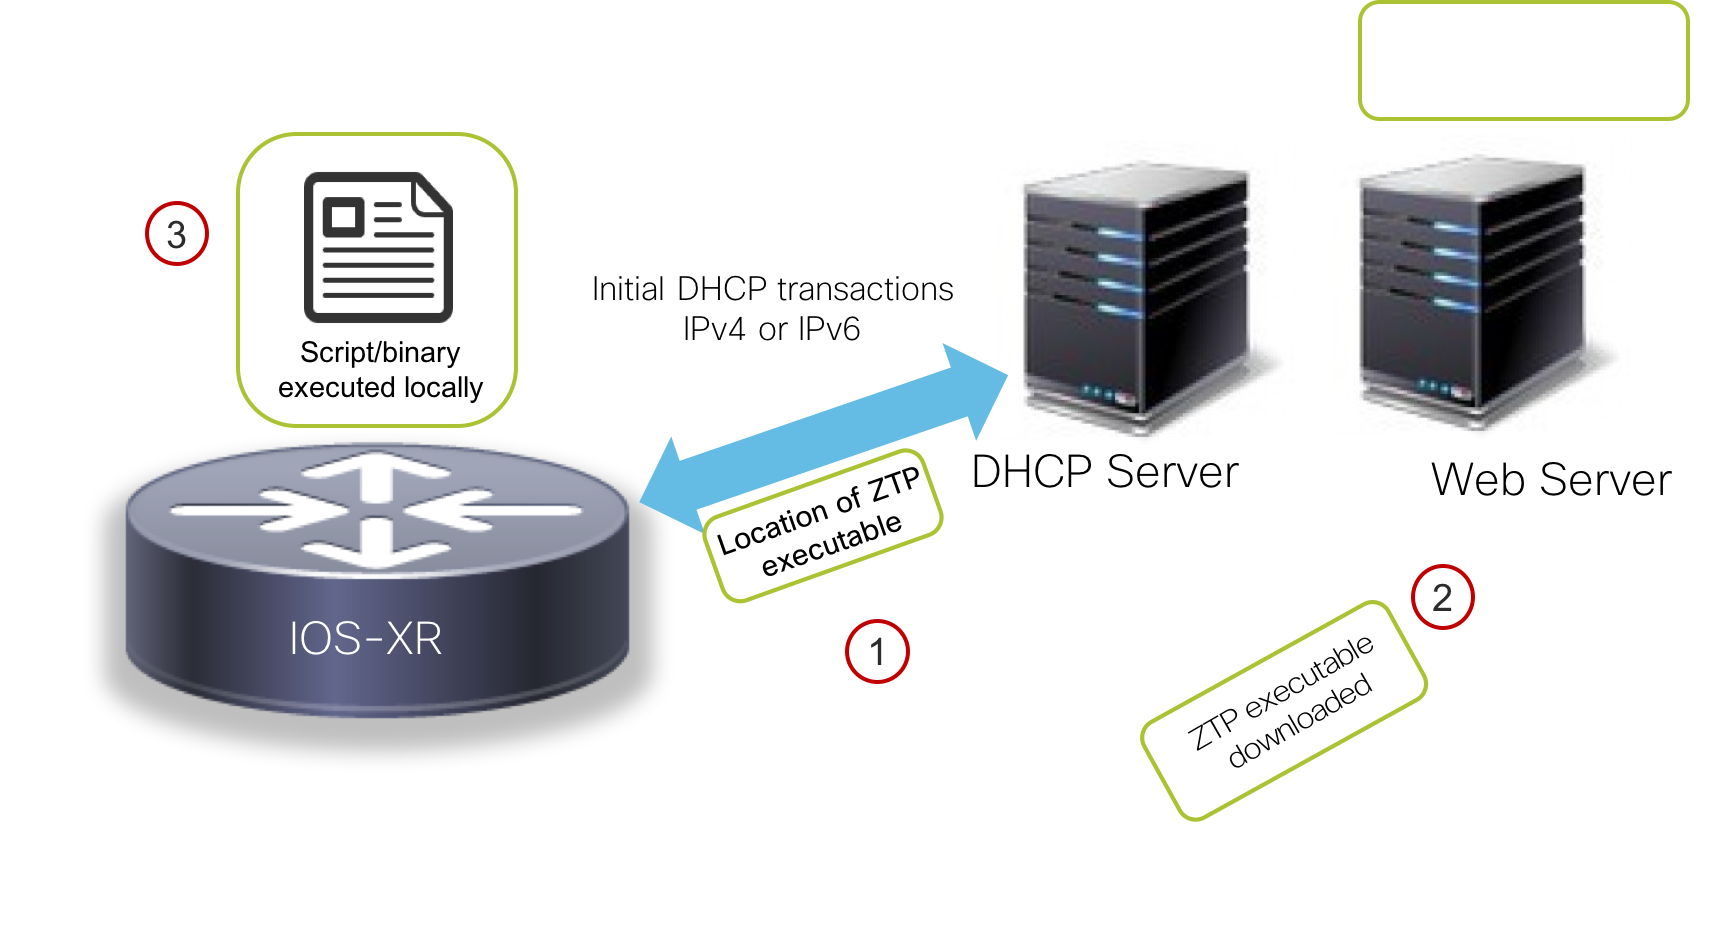 3
Script/binary
executed locally
Initial DHCP transactions
IPv4 or IPv6
DHCP Server
Web Server
Location of ZTP
executable
IOS-XR
1
2
ZTP executable
downloaded